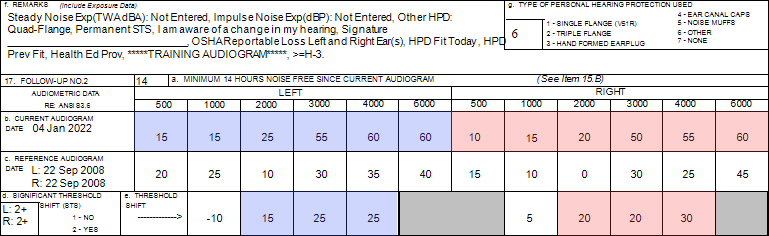 f. REMARKS (Include Exposure Data)
Steady Noise Exp(TWA dBA): Not Entered, Impulse Noise Exp(dBP): Not Entered, Other HPD:
Quad-Flange, Permanent STS, I am aware of a change in my hearing, Signature
____________________, OSHA Reportable Loss Left and Right Ear(s), HPD Fit Today, HPD
Prev Fit, Health Ed Prov, *****TRAINING AUDIOGRAM*****, >=H-3.
g. TYPE OF PERSONAL HEARING PROTECTION USED
6
1 - SINGLE FLANGE (V51R)
2 - TRIPLE FLANGE
3 - HAND FORMED EARPLUG
4 - EAR CANAL CAPS
5 - NOISE MUFFS
6 - OTHER
7 - NONE
17. FOLLOW-UP NO.2 14 a. MINIMUM 14 HOURS NOISE FREE SINCE CURRENT AUDIOGRAM (See Item 15.B)
AUDIOMETRIC DATA LEFT RIGHT
RE: ANSI S3.6 500 1000 2000 3000 4000 6000 500 1000 2000 3000 4000 6000
b. CURRENT AUDIOGRAM
DATE 04 Jan 2022 15 15 25 55 60 60 10 15 20 50 55 60
c. REFERENCE AUDIOGRAM
DATE L: 22 Sep 2008 20 25 10 30 35 40 15 10 0 30 25 45
R: 22 Sep 2008
d. SIGNIFICANT THRESHOLD SHIFT (STS)
L: 2+
R: 2+
1 - NO
2 - YES
e. THRESHOLD SHIFT
-------------> -10 15 25 25 5 20 20 30